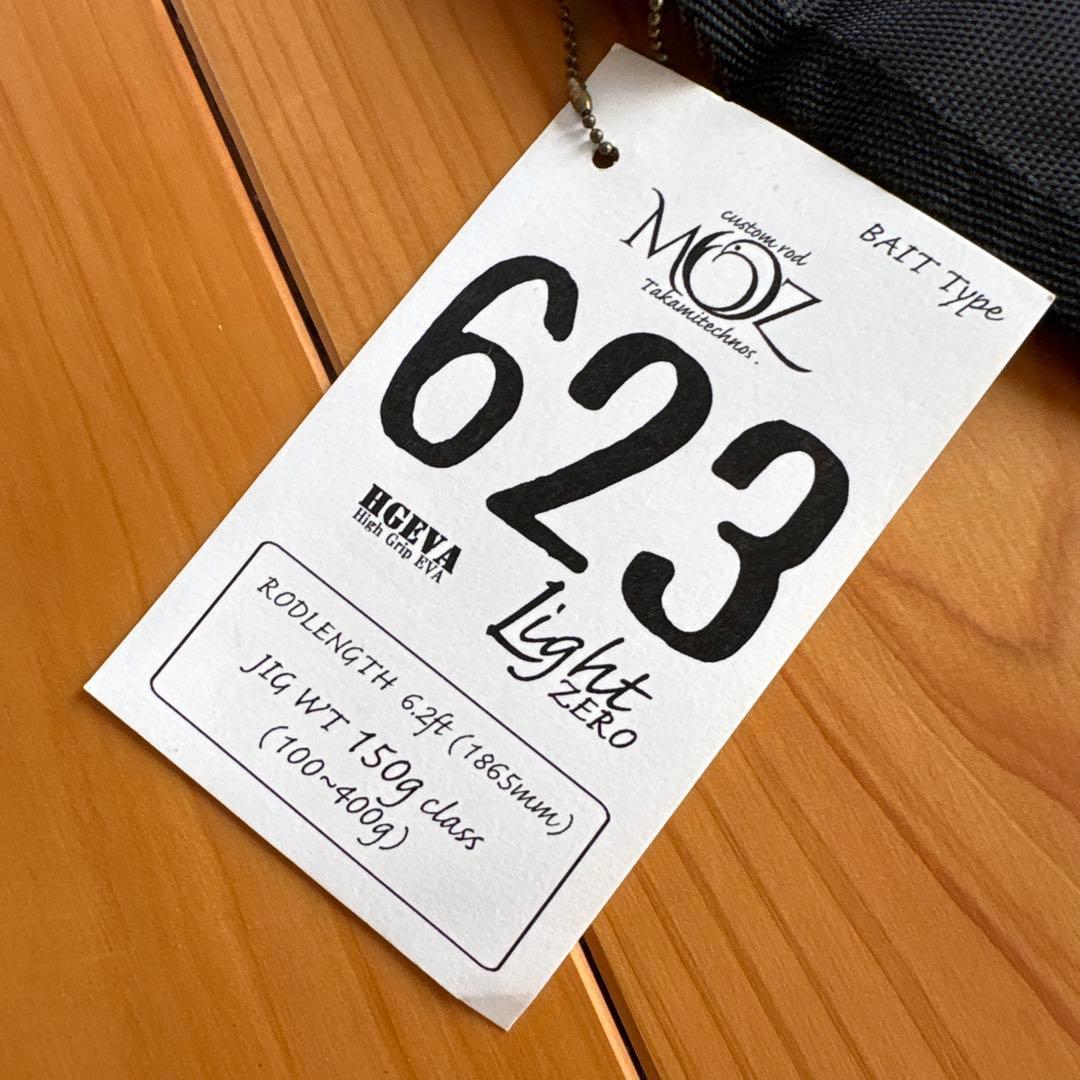 BAIT Type
custom rod
MOZ
Takamitechnos.
623
Light
ZERO
HGEVA
High Grip EVA
RODLENGTH 6.2ft (1865mm)
JIG WT 150g class
(100~400g)